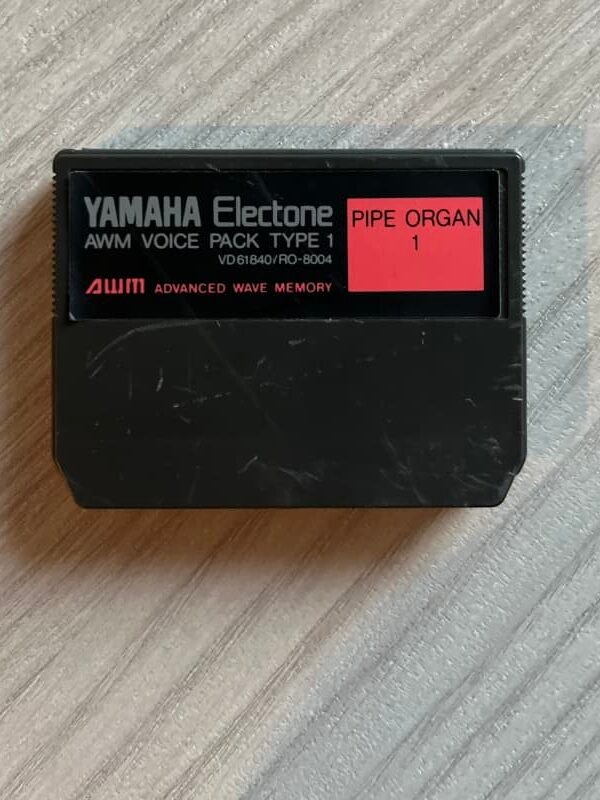 YAMAHA Electone
AWM VOICE PACK TYPE 1
VD61840/RO-8004
AWM ADVANCED WAVE MEMORY
PIPE ORGAN
1